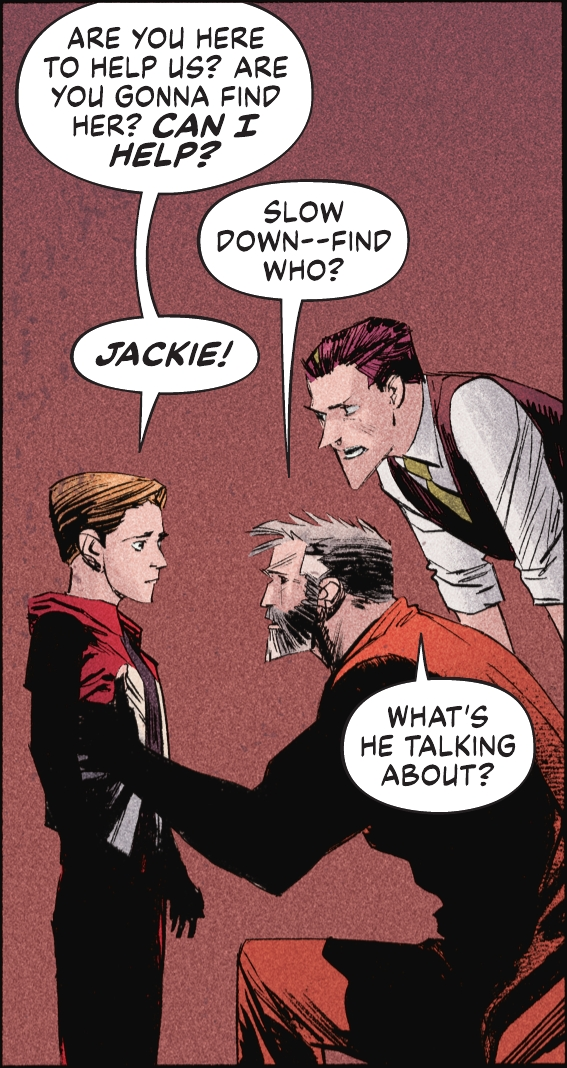 ARE YOU HERE
TO HELP US? ARE
YOU GONNA FIND
HER? CAN I
HELP?
SLOW
DOWN--FIND
WHO?
JACKIE!
WHAT'S
HE TALKING
ABOUT?